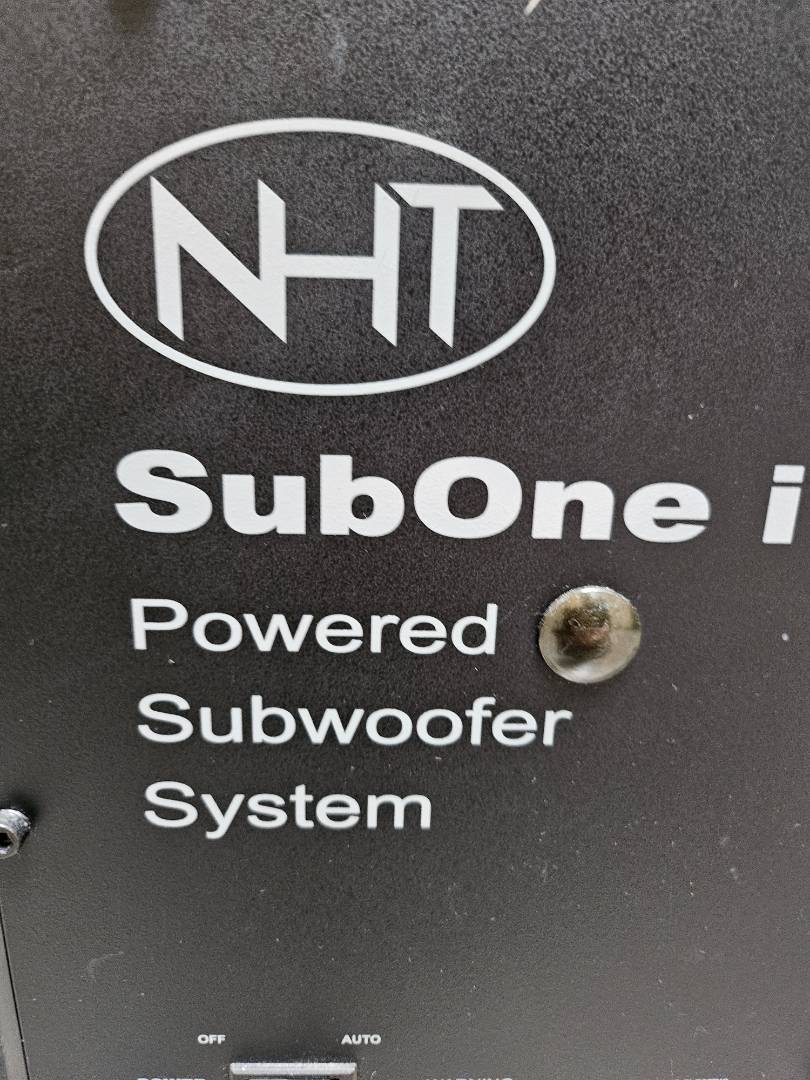 NHT
SubOne i
Powered
Subwoofer
System
OFF AUTO